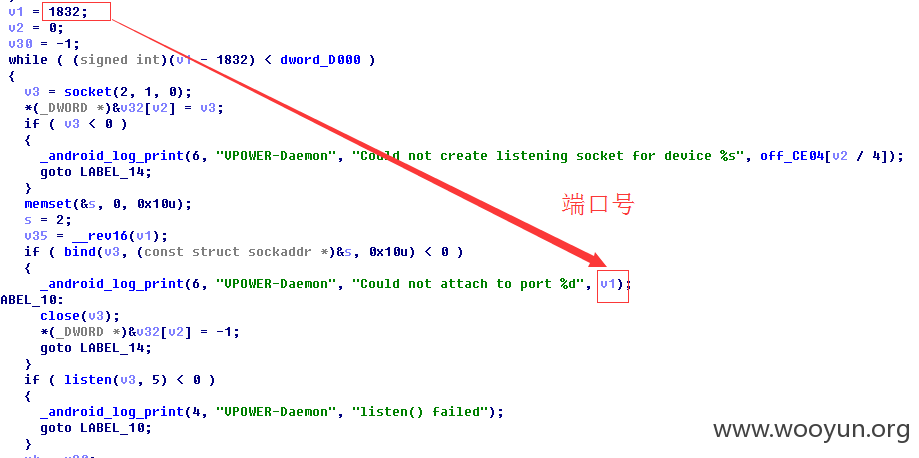 v1 = 1832;
v2 = 0;
v30 = -1;
while ( (signed int)(v1 - 1832) < dword_D000 )
{
v3 = socket(2, 1, 0);
*(_DWORD *)&v32[v2] = v3;
if ( v3 < 0 )
{
_android_log_print(6, "VPOWER-Daemon", "Could not create listening socket for device %s", off_CE04[v2 / 4]);
goto LABEL_14;
}
memset(&s, 0, 0x10u);
s = 2;
v35 = __rev16(v1);
端口号
if ( bind(v3, (const struct sockaddr *)&s, 0x10u) < 0 )
{
_android_log_print(6, "VPOWER-Daemon", "Could not attach to port %d", v1);
ABEL_10:
close(v3);
*(_DWORD *)&v32[v2] = -1;
goto LABEL_14;
}
if ( listen(v3, 5) < 0 )
{
_android_log_print(4, "VPOWER-Daemon", "listen() failed");
goto LABEL_10;
}
www.wooyun.org